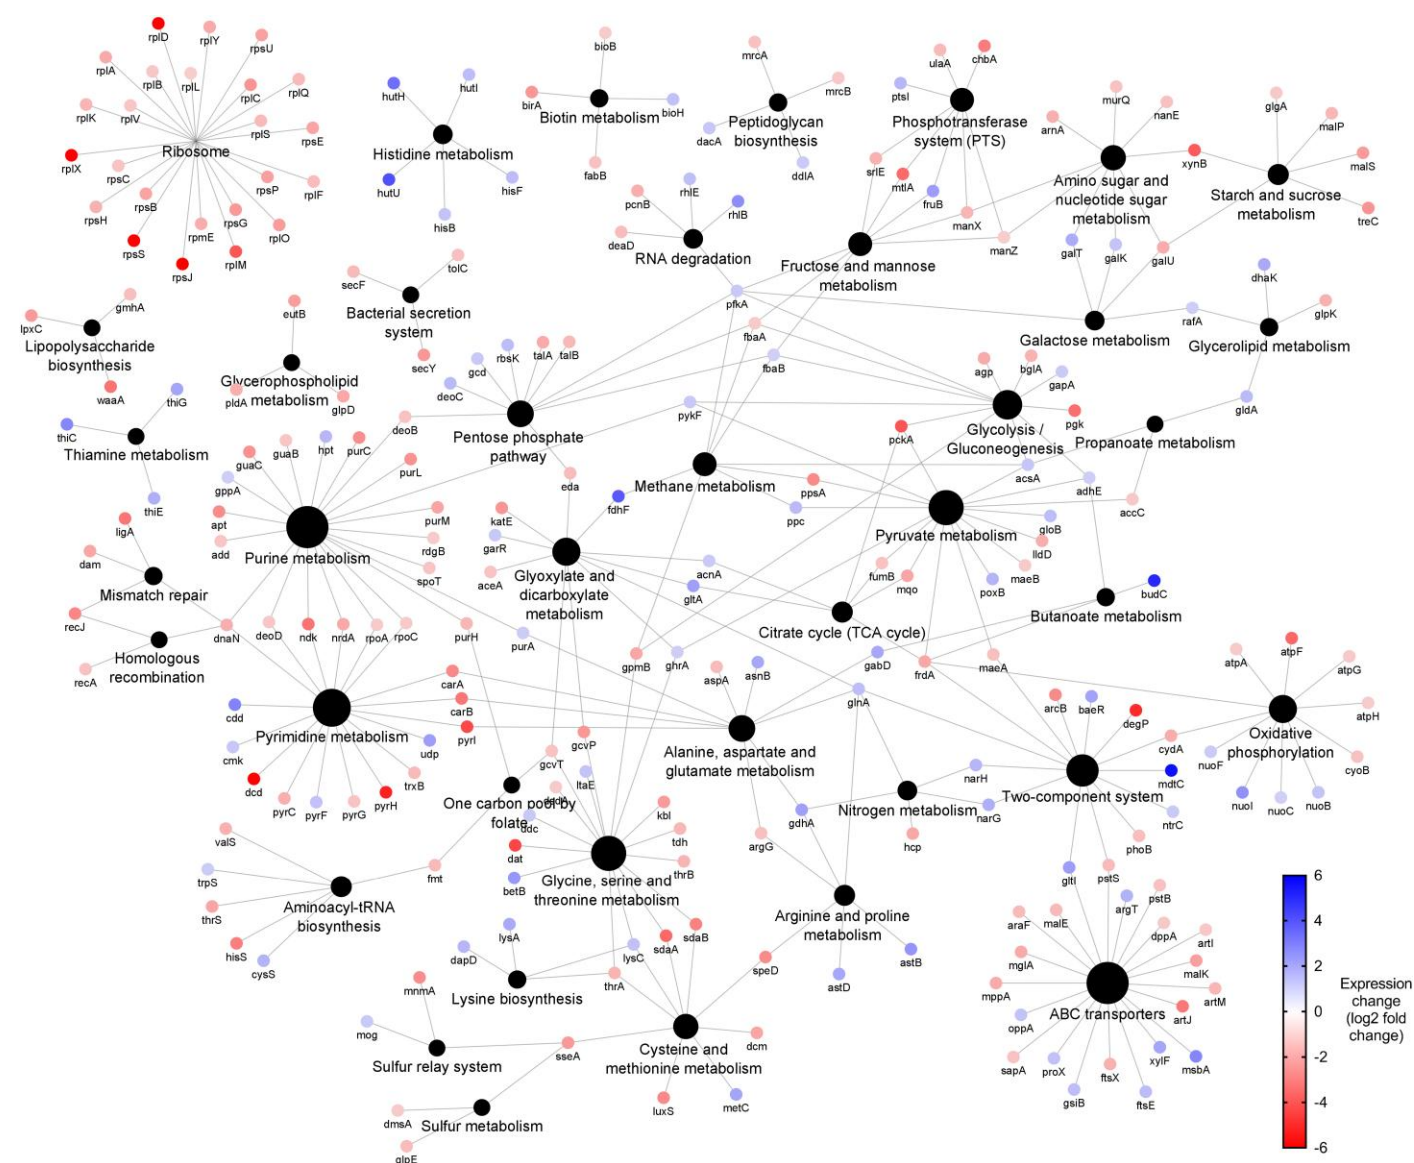 rplD
rplY
rpsU
rplA
rplB
rplL
rplC
rplQ
rplK
rplV
rplS
rpsE
Ribosome
rplX
rpsC
rpsP
rplF
rpsB
rpsH
rpsG
rpmE
rplO
rpsS
rpsJ
rplM
hutH
hutI
Histidine metabolism
hutU
hisF
hisB
bioB
birA
bioH
Biotin metabolism
fabB
mrcA
mrcB
Peptidoglycan
biosynthesis
dacA
ddlA
ulaA
chbA
ptsI
Phosphotransferase
system (PTS)
srlE
mtlA
fruB
manX
manZ
murQ
nanE
arnA
xynB
Amino sugar and
nucleotide sugar
metabolism
galT
galK
galU
glgA
malP
malS
Starch and sucrose
metabolism
treC
pcnB
rhlE
rhlB
deaD
RNA degradation
Fructose and mannose
metabolism
secF
tolC
Bacterial secretion
system
secY
pfkA
fbaA
fbaB
dhaK
glpK
rafA
Galactose metabolism
Glycerolipid metabolism
gldA
gmhA
lpxC
Lipopolysaccharide
biosynthesis
waaA
eutB
Glycerophospholipid
metabolism
pldA
glpD
thiG
thiC
Thiamine metabolism
thiE
rbsK
talA
talB
gcd
deoC
deoB
Pentose phosphate
pathway
eda
agp
bglA
gapA
pgk
pykF
pckA
Glycolysis /
Gluconeogenesis
Propanoate metabolism
acsA
adhE
accC
guaB
hpt
purC
guaC
purL
gppA
apt
purM
add
rdgB
spoT
Purine metabolism
Methane metabolism
fdhF
ppsA
ppc
Pyruvate metabolism
gloB
lldD
maeB
poxB
fumB
mqo
ligA
dam
Mismatch repair
recJ
Homologous
recombination
recA
dnaN
deoD
ndk
nrdA
rpoA
rpoC
purH
purA
katE
garR
aceA
Glyoxylate and
dicarboxylate
metabolism
acnA
gltA
Citrate cycle (TCA cycle)
Butanoate metabolism
budC
gpmB
ghrA
aspA
asnB
gabD
frdA
maeA
glnA
carA
carB
pyrI
cdd
cmk
Pyrimidine metabolism
udp
dcd
trxB
pyrC
pyrF
pyrG
pyrH
gcvP
gcvT
ltaE
Alanine, aspartate and
glutamate metabolism
One carbon pool by
folate
gdhA
argG
Nitrogen metabolism
narH
narG
hcp
arcB
baeR
degP
cydA
Two-component system
mdtC
ntrC
phoB
gltI
pstS
atpA
atpF
atpG
atpH
Oxidative
phosphorylation
cyoB
nuoF
nuoI
nuoC
nuoB
valS
trpS
thrS
hisS
cysS
Aminoacyl-tRNA
biosynthesis
fmt
dat
betB
kbl
tdh
thrB
Glycine, serine and
threonine metabolism
lysA
dapD
lysC
sdaA
sdaB
Lysine biosynthesis
thrA
Arginine and proline
metabolism
speD
astD
astB
mnmA
mog
Sulfur relay system
sseA
Cysteine and
methionine metabolism
dcm
luxS
metC
dmsA
Sulfur metabolism
glpE
argT
pstB
araF
malE
dppA
artI
mglA
malK
mppA
artM
ABC transporters
artJ
oppA
sapA
proX
ftsX
xylF
msbA
gsiB
ftsE
6
4
2
0
-2
-4
-6
Expression
change
(log2 fold
change)